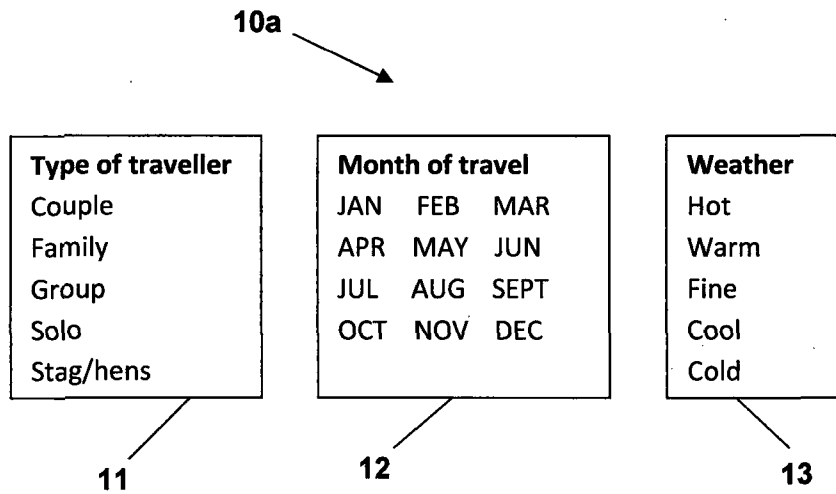 10a
Type of traveller
Couple
Family
Group
Solo
Stag/hens
11
Month of travel
JAN FEB MAR
APR MAY JUN
JUL AUG SEPT
OCT NOV DEC
12
Weather
Hot
Warm
Fine
Cool
Cold
13